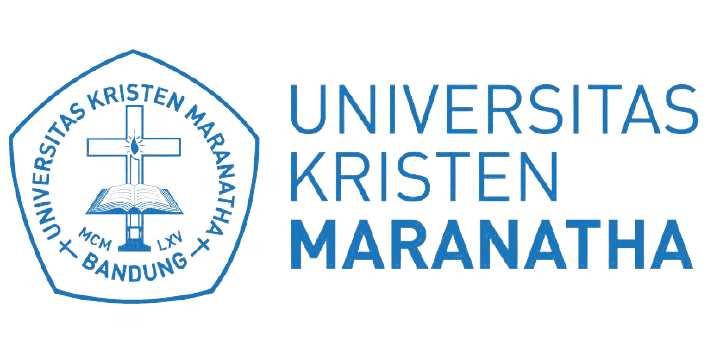 UNIVERSITAS KRISTEN MARANATHA
MCM LXV
BANDUNG
UNIVERSITAS
KRISTEN
MARANATHA